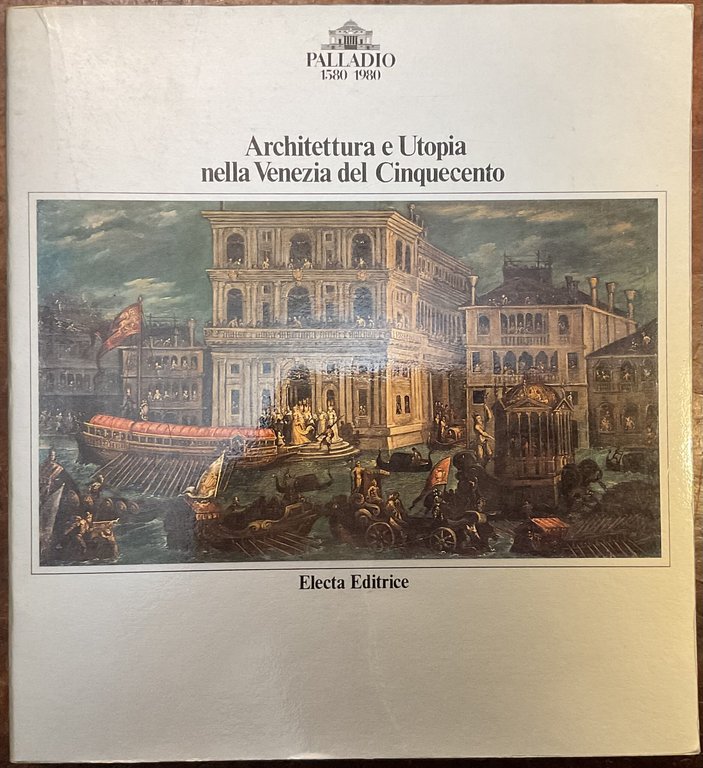 PALLADIO
1580 1980
Architettura e Utopia
nella Venezia del Cinquecento
Electa Editrice